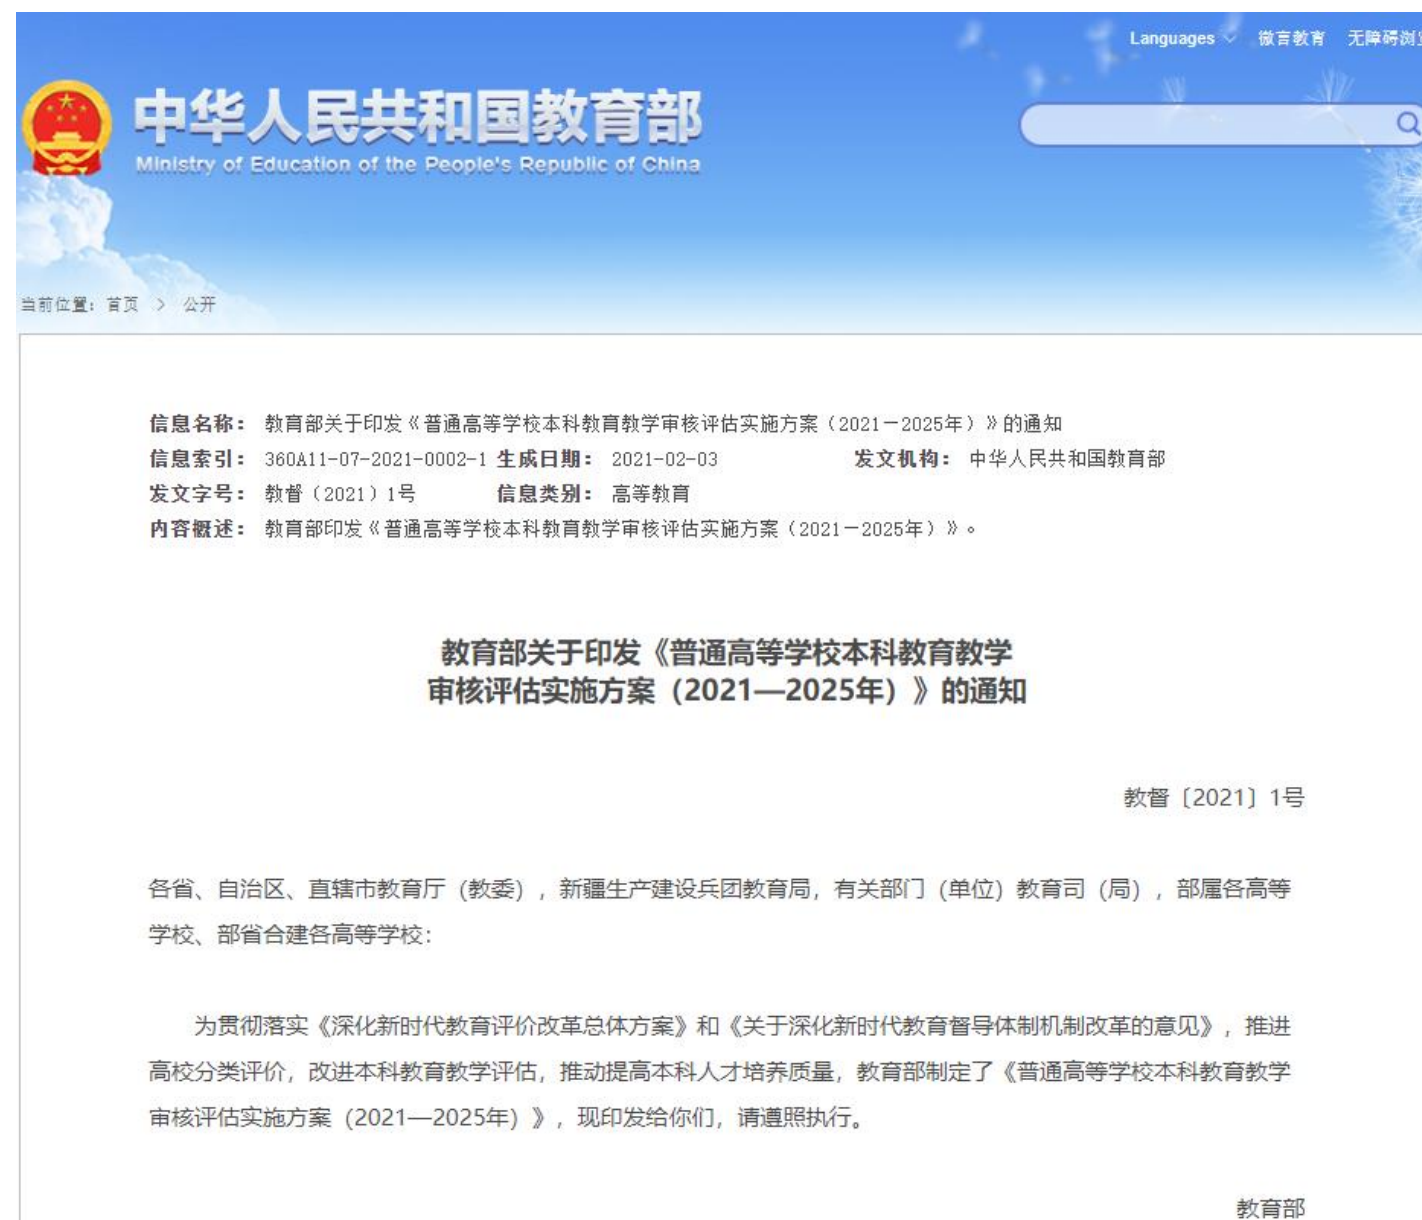 Languages 微言教育 无障碍浏
中华人民共和国教育部
Ministry of Education of the People's Republic of China
当前位置：首页 > 公开
信息名称： 教育部关于印发《普通高等学校本科教育教学审核评估实施方案（2021－2025年）》的通知
信息索引： 360A11-07-2021-0002-1 生成日期： 2021-02-03 发文机构： 中华人民共和国教育部
发文字号： 教督（2021）1号 信息类别： 高等教育
内容概述： 教育部印发《普通高等学校本科教育教学审核评估实施方案（2021－2025年）》。
教育部关于印发《普通高等学校本科教育教学
审核评估实施方案（2021—2025年）》的通知
教督〔2021〕1号
各省、自治区、直辖市教育厅（教委），新疆生产建设兵团教育局，有关部门（单位）教育司（局），部属各高等
学校、部省合建各高等学校：
为贯彻落实《深化新时代教育评价改革总体方案》和《关于深化新时代教育督导体制机制改革的意见》，推进
高校分类评价，改进本科教育教学评估，推动提高本科人才培养质量，教育部制定了《普通高等学校本科教育教学
审核评估实施方案（2021—2025年）》，现印发给你们，请遵照执行。
教育部